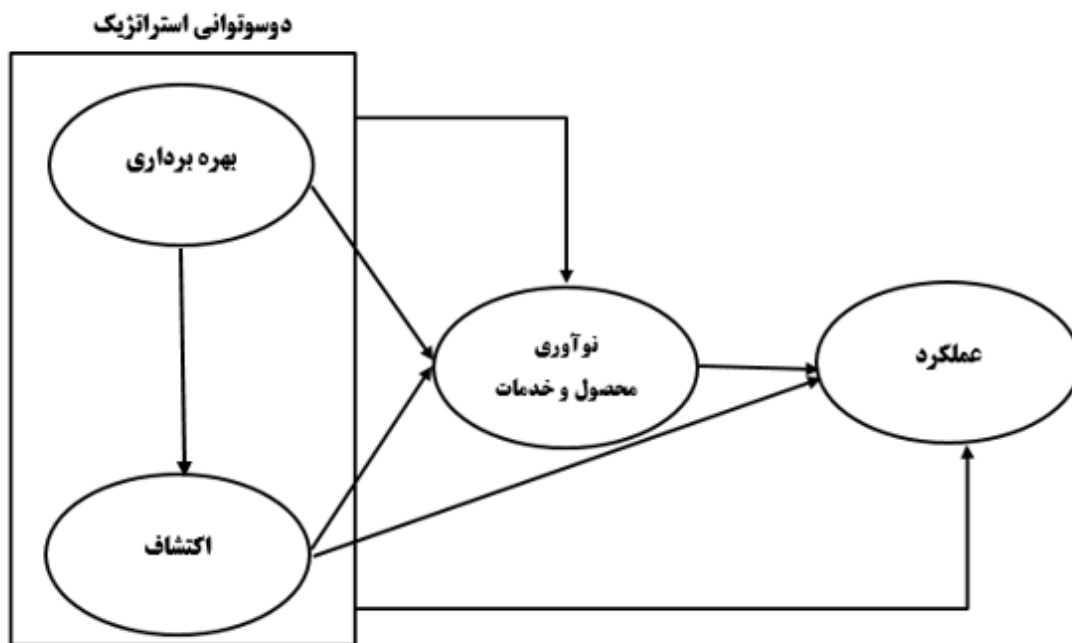 دوسوتوانی استراتژیک
بهره برداری
نوآوری
محصول و خدمات
عملکرد
اکتشاف